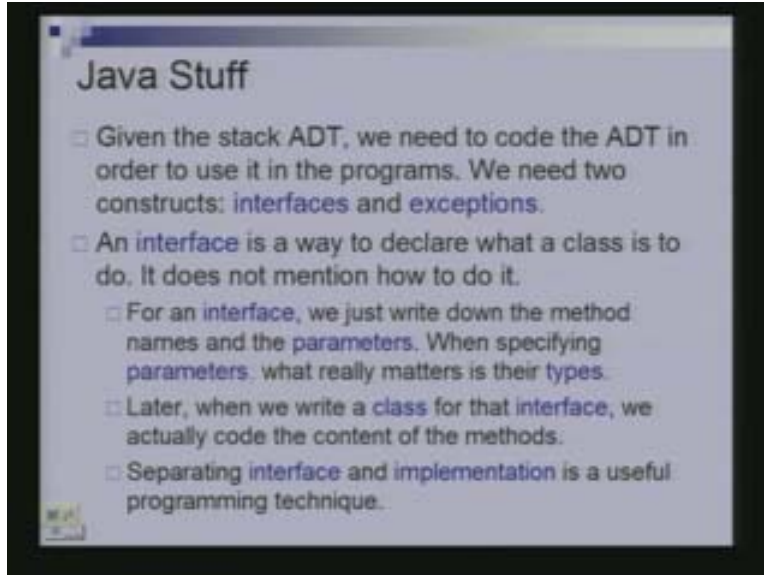 Java Stuff
Given the stack ADT, we need to code the ADT in
order to use it in the programs. We need two
constructs: interfaces and exceptions.
An interface is a way to declare what a class is to
do. It does not mention how to do it.
For an interface, we just write down the method
names and the parameters. When specifying
parameters, what really matters is their types.
Later, when we write a class for that interface, we
actually code the content of the methods.
Separating interface and implementation is a useful
programming technique.